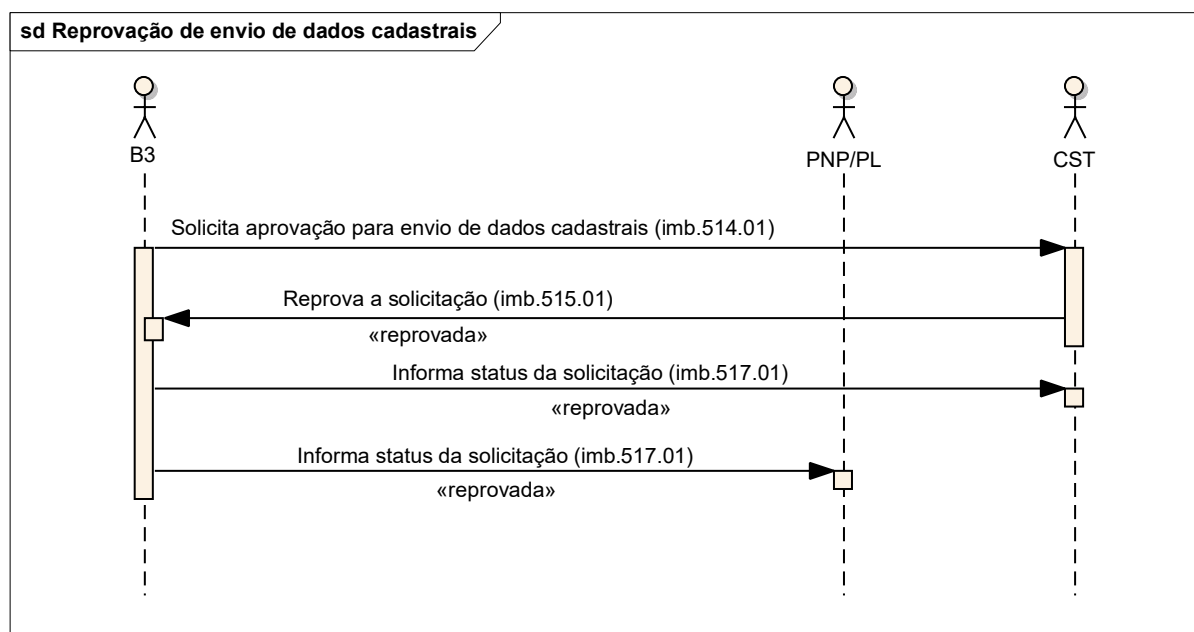 sd Reprovação de envio de dados cadastrais
B3
PNP/PL
CST
Solicita aprovação para envio de dados cadastrais (imb.514.01)
Reprova a solicitação (imb.515.01)
«reprovada»
Informa status da solicitação (imb.517.01)
«reprovada»
Informa status da solicitação (imb.517.01)
«reprovada»